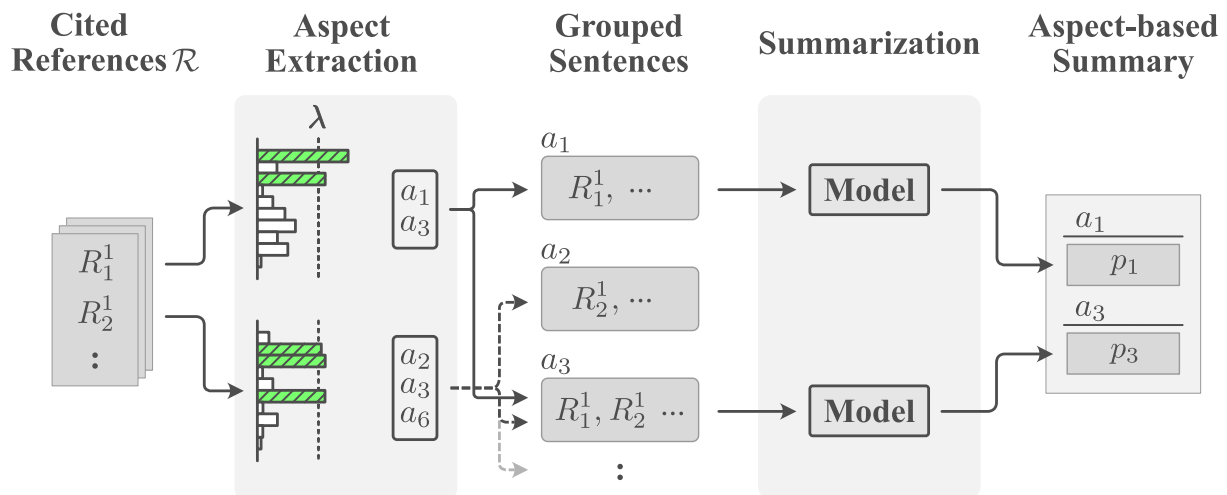 Cited
References ℛ
Aspect
Extraction
Grouped
Sentences
Summarization
Aspect-based
Summary
λ
R₁¹
R₂¹
:
a₁
a₃
a₂
a₃
a₆
a₁
R₁¹, ···
a₂
R₂¹, ···
a₃
R₁¹, R₂¹ ···
:
Model
Model
a₁
p₁
a₃
p₃